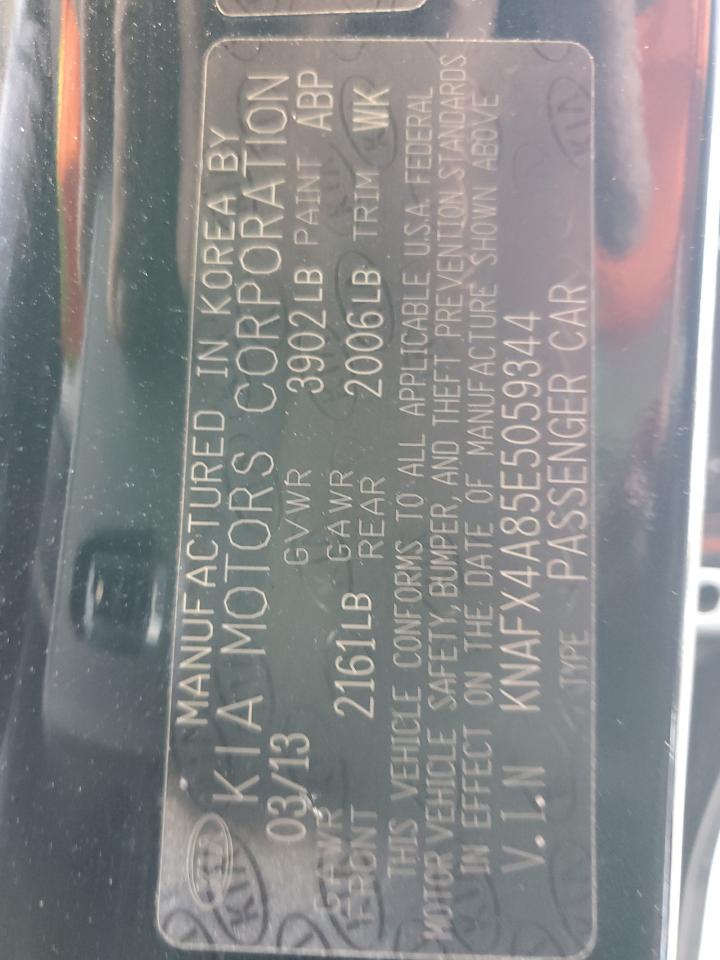 MANUFACTURED IN KOREA BY
KIA MOTORS CORPORATION
03/13 GVWR 3902LB PAINT ABP
GAWR FRONT 2161LB GAWR REAR 2006LB TRIM WK
THIS VEHICLE CONFORMS TO ALL APPLICABLE U.S.A. FEDERAL
MOTOR VEHICLE SAFETY, BUMPER, AND THEFT PREVENTION STANDARDS
IN EFFECT ON THE DATE OF MANUFACTURE SHOWN ABOVE
V.I.N KNAFX4A85E5059344
TYPE PASSENGER CAR